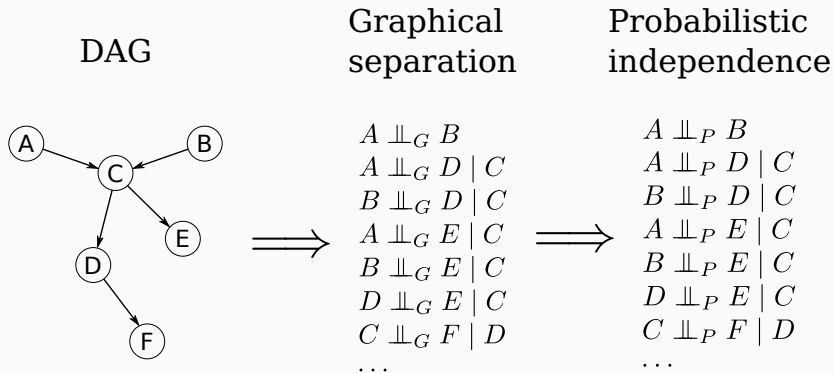 DAG
Graphical
separation
Probabilistic
independence
A
B
C
E
D
F
A ⫫_G B
A ⫫_G D | C
B ⫫_G D | C
A ⫫_G E | C
B ⫫_G E | C
D ⫫_G E | C
C ⫫_G F | D
...
A ⫫_P B
A ⫫_P D | C
B ⫫_P D | C
A ⫫_P E | C
B ⫫_P E | C
D ⫫_P E | C
C ⫫_P F | D
...